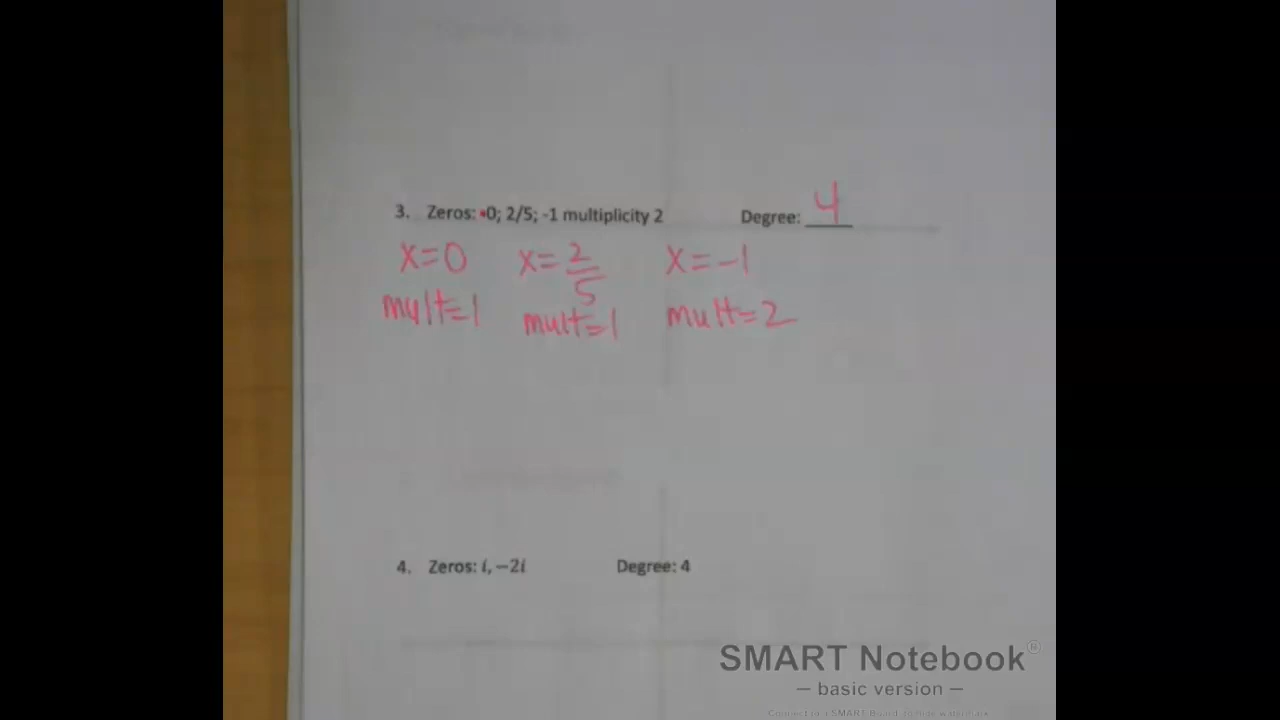 3. Zeros: 0; 2/5; -1 multiplicity 2 Degree: 4
x=0 x=2/5 x=-1
mult=1 mult=1 mult=2
4. Zeros: i, −2i Degree: 4
SMART Notebook®
— basic version —